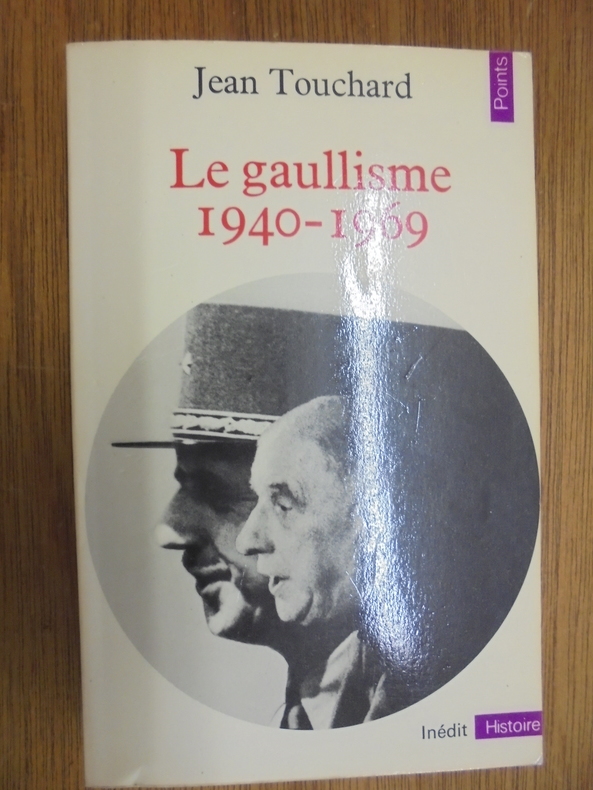 Jean Touchard
Points
Le gaullisme
1940-1969
Inédit Histoire